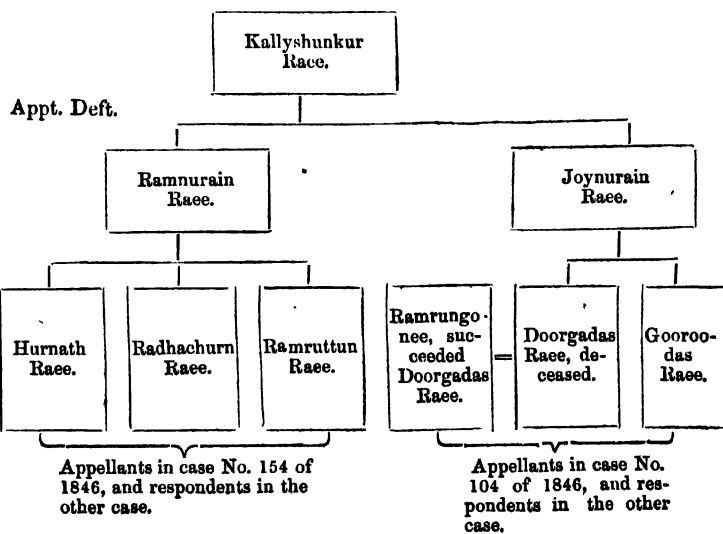 Kallyshunkur
Raee.
Appt. Deft.
Ramnurain
Raee.
Joynurain
Raee.
Hurnath
Raee.
Radhachurn
Raee.
Ramruttun
Raee.
Ramrungo-
nee, suc-
ceeded
Doorgadas
Raee.
=
Doorgadas
Raee, de-
ceased.
Gooroo-
das
Raee.
Appellants in case No. 154 of
1846, and respondents in the
other case.
Appellants in case No.
104 of 1846, and res-
pondents in the other
case.